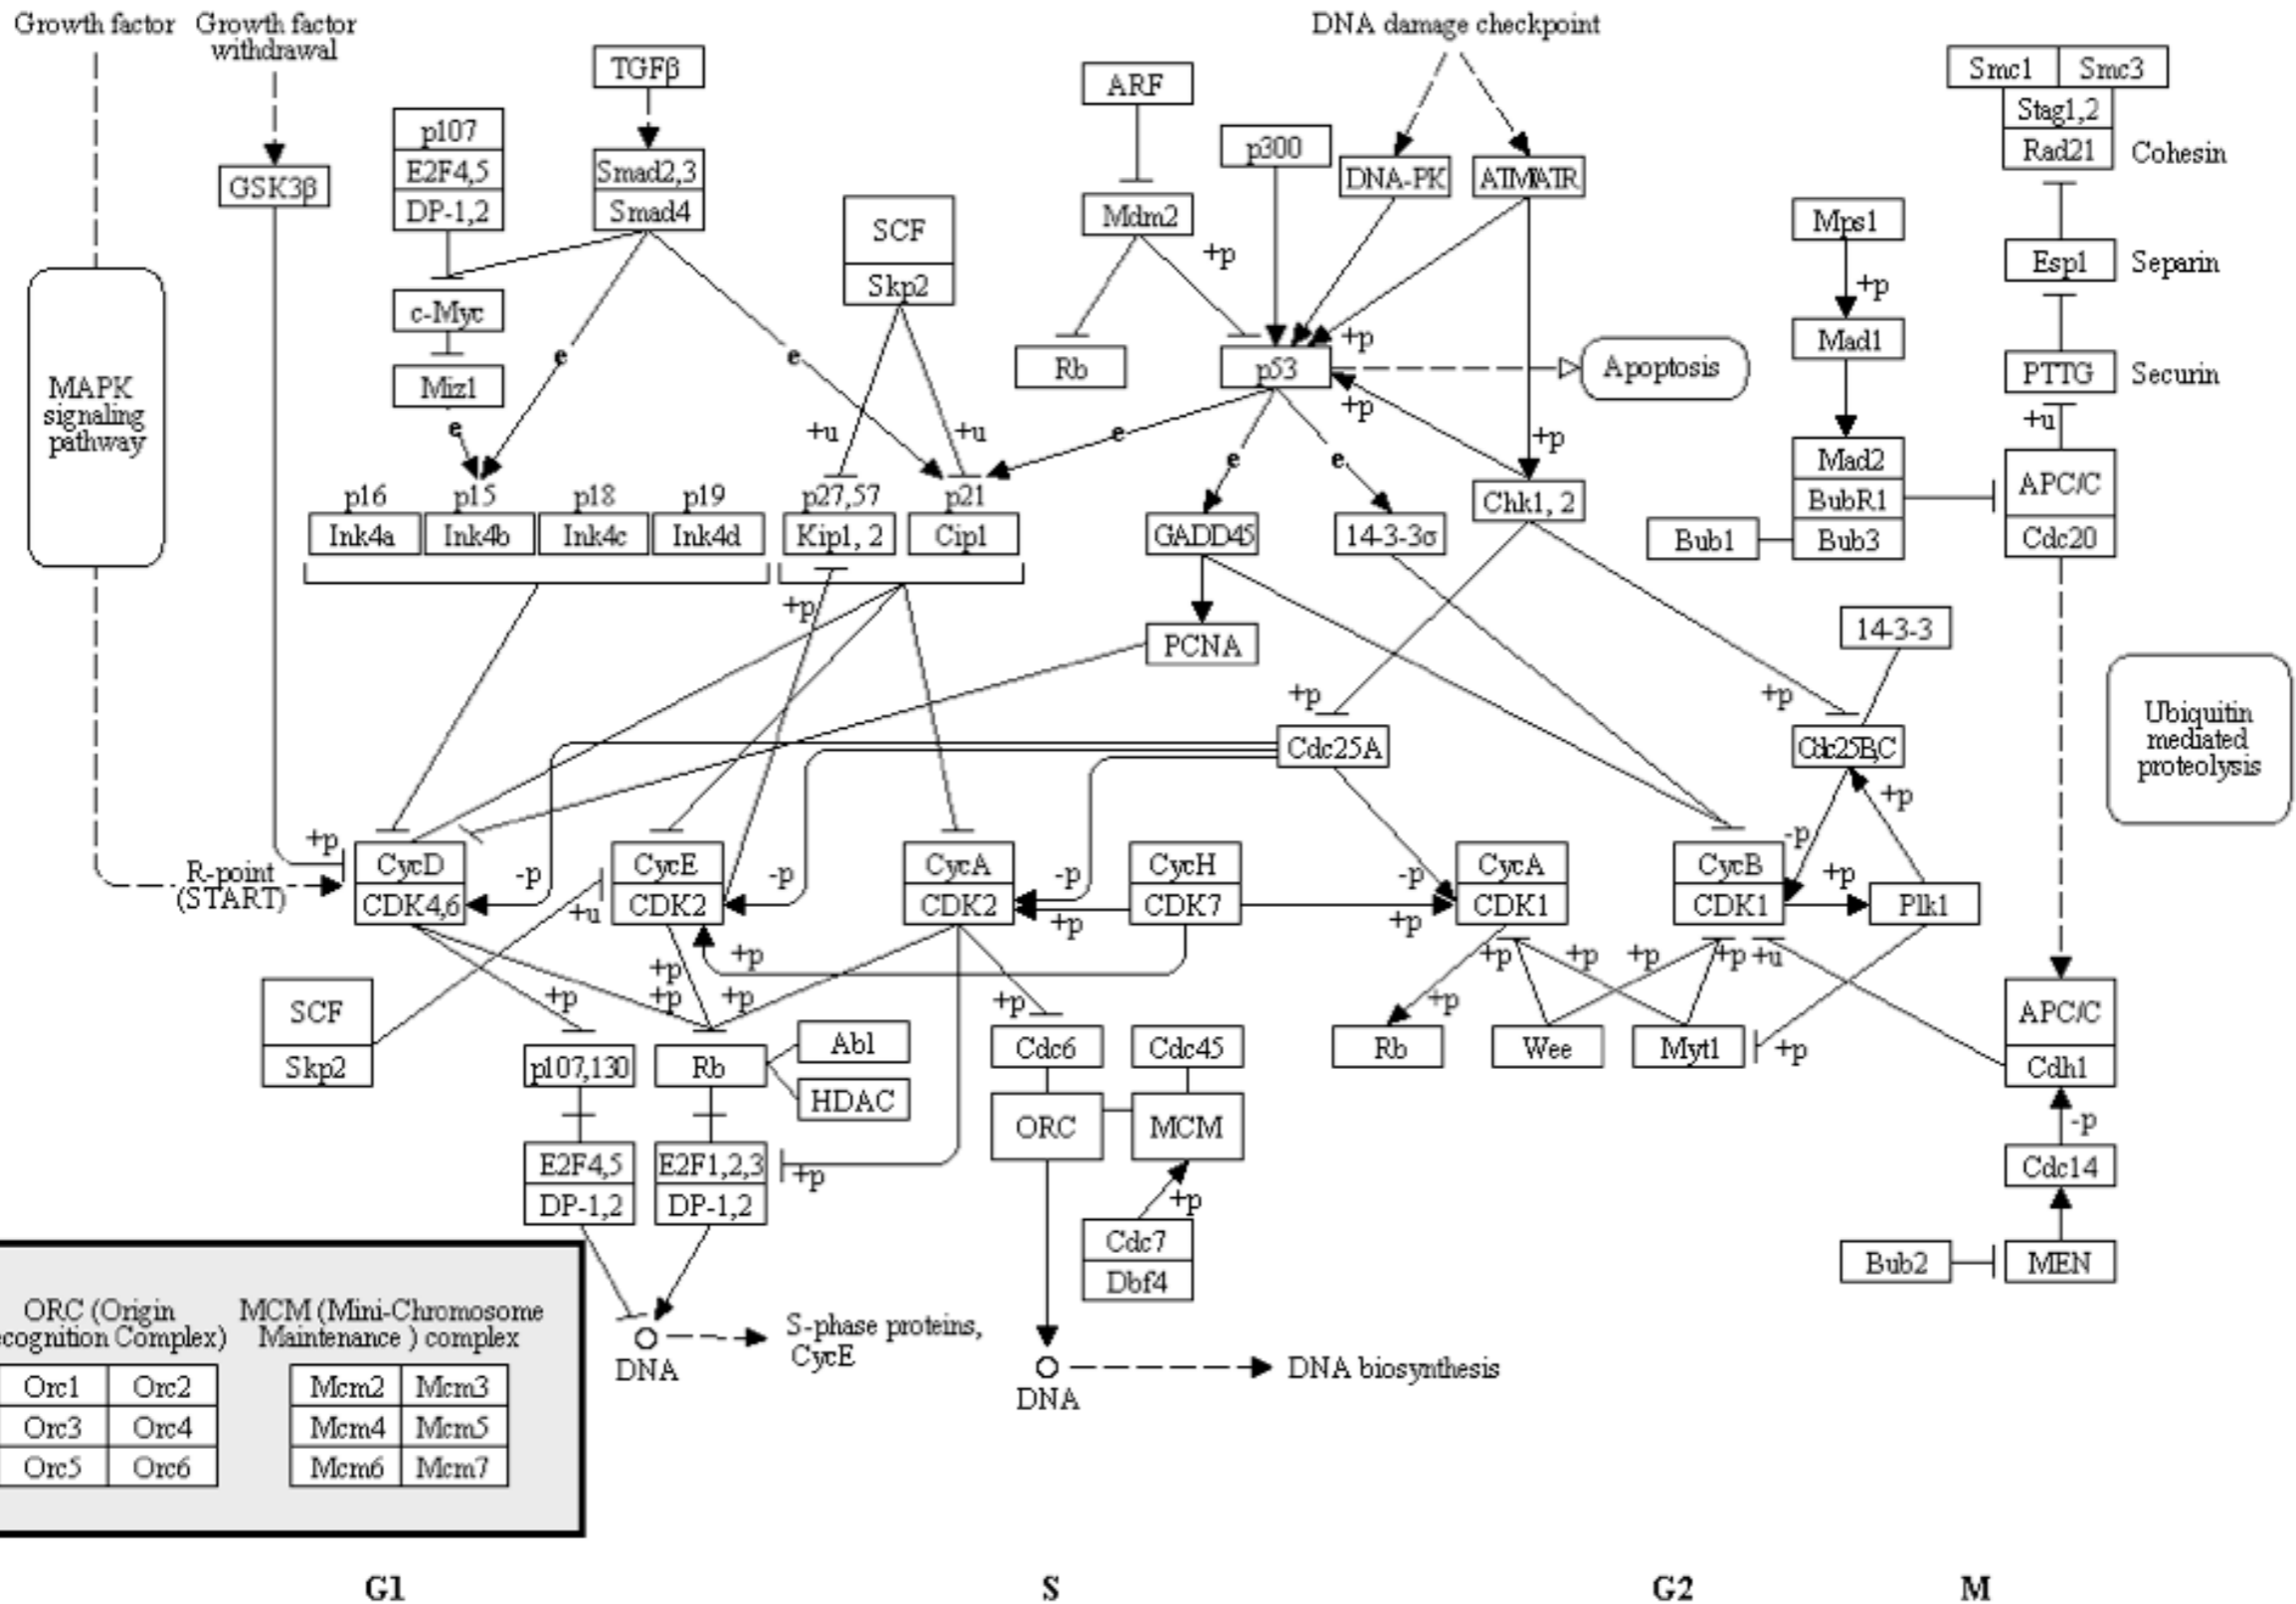 Growth factor
Growth factor
withdrawal
DNA damage checkpoint
TGFβ
ARF
Smc1
Smc3
Stag1,2
Rad21
Cohesin
p107
E2F4,5
DP-1,2
Smad2,3
Smad4
p300
DNA-PK
ATM/ATR
GSK3β
SCF
Skp2
Mdm2
+p
Mps1
+p
Esp1
Separin
c-Myc
Miz1
e
e
e
MAPK
signaling
pathway
Rb
p53
+p
+p
Apoptosis
Mad1
PTTG
Securin
+u
+u
+u
e
e
e
+p
Mad2
BubR1
Bub3
Bub1
APC/C
Cdc20
p16
p15
p18
p19
p27,57
p21
Ink4a
Ink4b
Ink4c
Ink4d
Kip1, 2
Cip1
GADD45
14-3-3σ
Chk1, 2
+p
PCNA
14-3-3
+p
+p
Cdc25A
Cdc25B,C
Ubiquitin
mediated
proteolysis
+p
R-point
(START)
CycD
CDK4,6
-p
+u
CycE
CDK2
-p
CycA
CDK2
-p
+p
CycH
CDK7
-p
+p
CycA
CDK1
CycB
CDK1
-p
+p
+p
Plk1
SCF
Skp2
+p
+p
+p
+p
+p
+p
+p
+p
+p
+p
+p
+u
+p
APC/C
Cdh1
p107,130
Rb
Abl
HDAC
Cdc6
Cdc45
ORC
MCM
Rb
Wee
Myt1
-p
Cdc14
E2F4,5
DP-1,2
E2F1,2,3
DP-1,2
+p
+p
Cdc7
Dbf4
Bub2
MEN
DNA
S-phase proteins,
CycE
DNA
DNA biosynthesis
ORC (Origin
ecognition Complex)
MCM (Mini-Chromosome
Maintenance ) complex
Orc1
Orc2
Mcm2
Mcm3
Orc3
Orc4
Mcm4
Mcm5
Orc5
Orc6
Mcm6
Mcm7
G1
S
G2
M